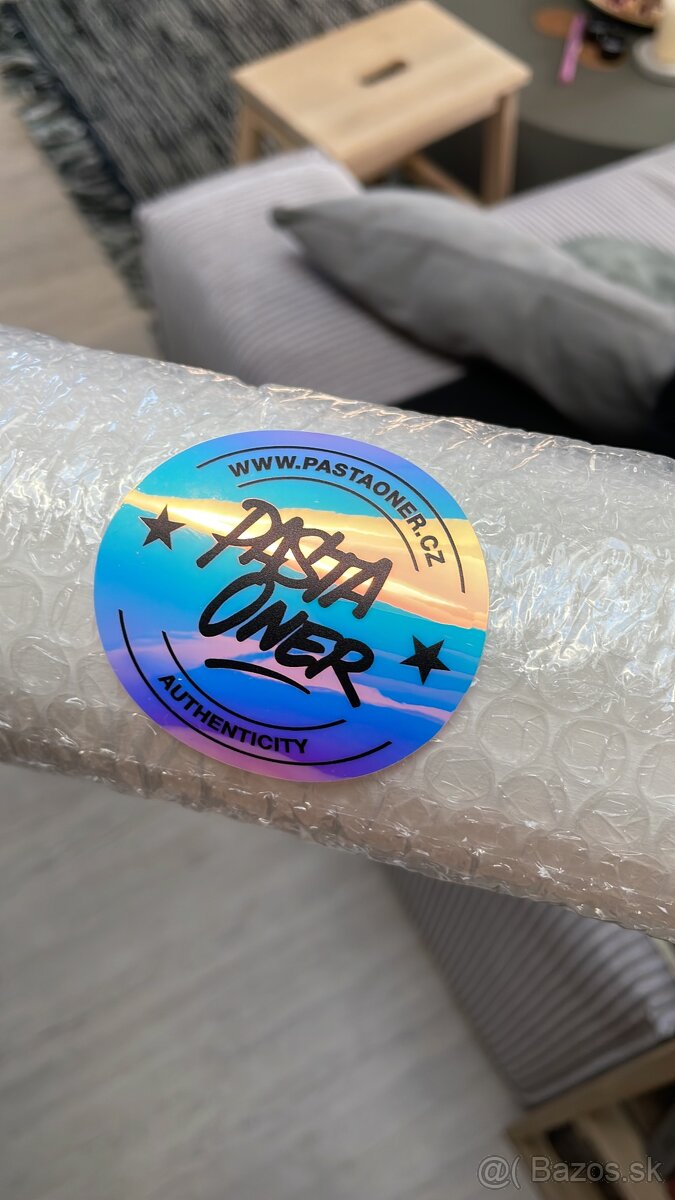 WWW.PASTAONER.CZ
PASTA
ONER
AUTHENTICITY
@( Bazos.sk